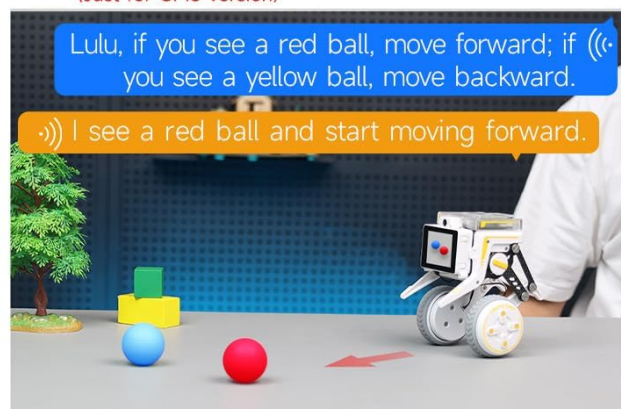 Lulu, if you see a red ball, move forward; if
you see a yellow ball, move backward.
I see a red ball and start moving forward.